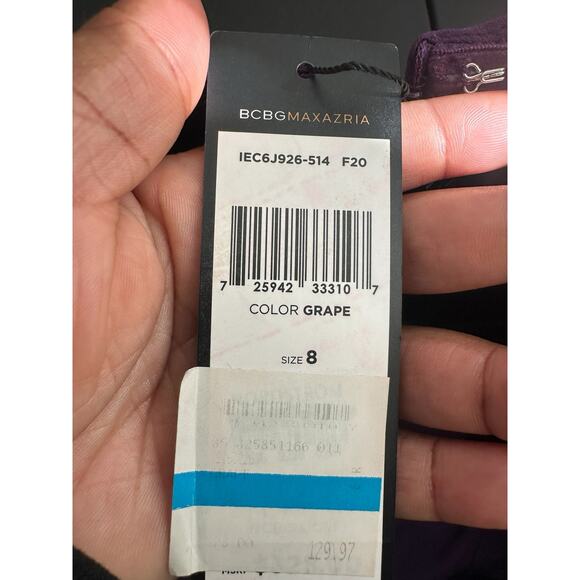 BCBGMAXAZRIA
IEC6J926-514 F20
7 25942 33310 7
COLOR GRAPE
SIZE 8
129.97